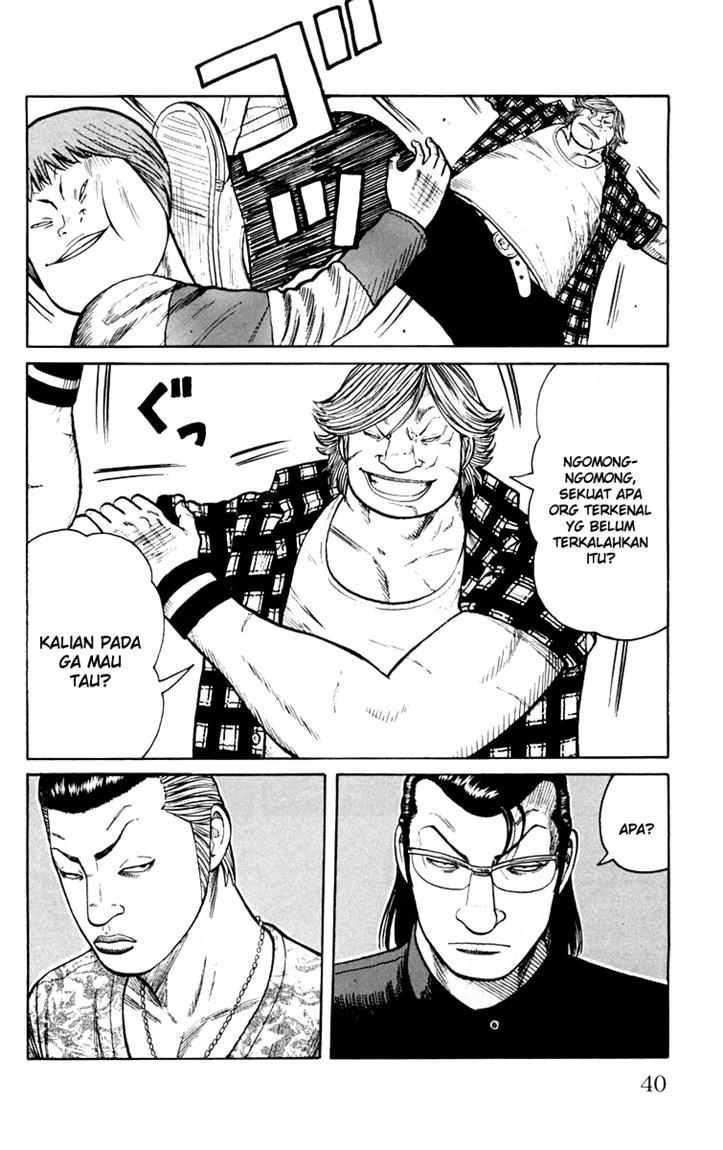 ゴッ
ぐっ
NGOMONG-
NGOMONG,
SEKUAT APA
ORG TERKENAL
YG BELUM
TERKALAHKAN
ITU?
KALIAN PADA
GA MAU
TAU?
APA?
40